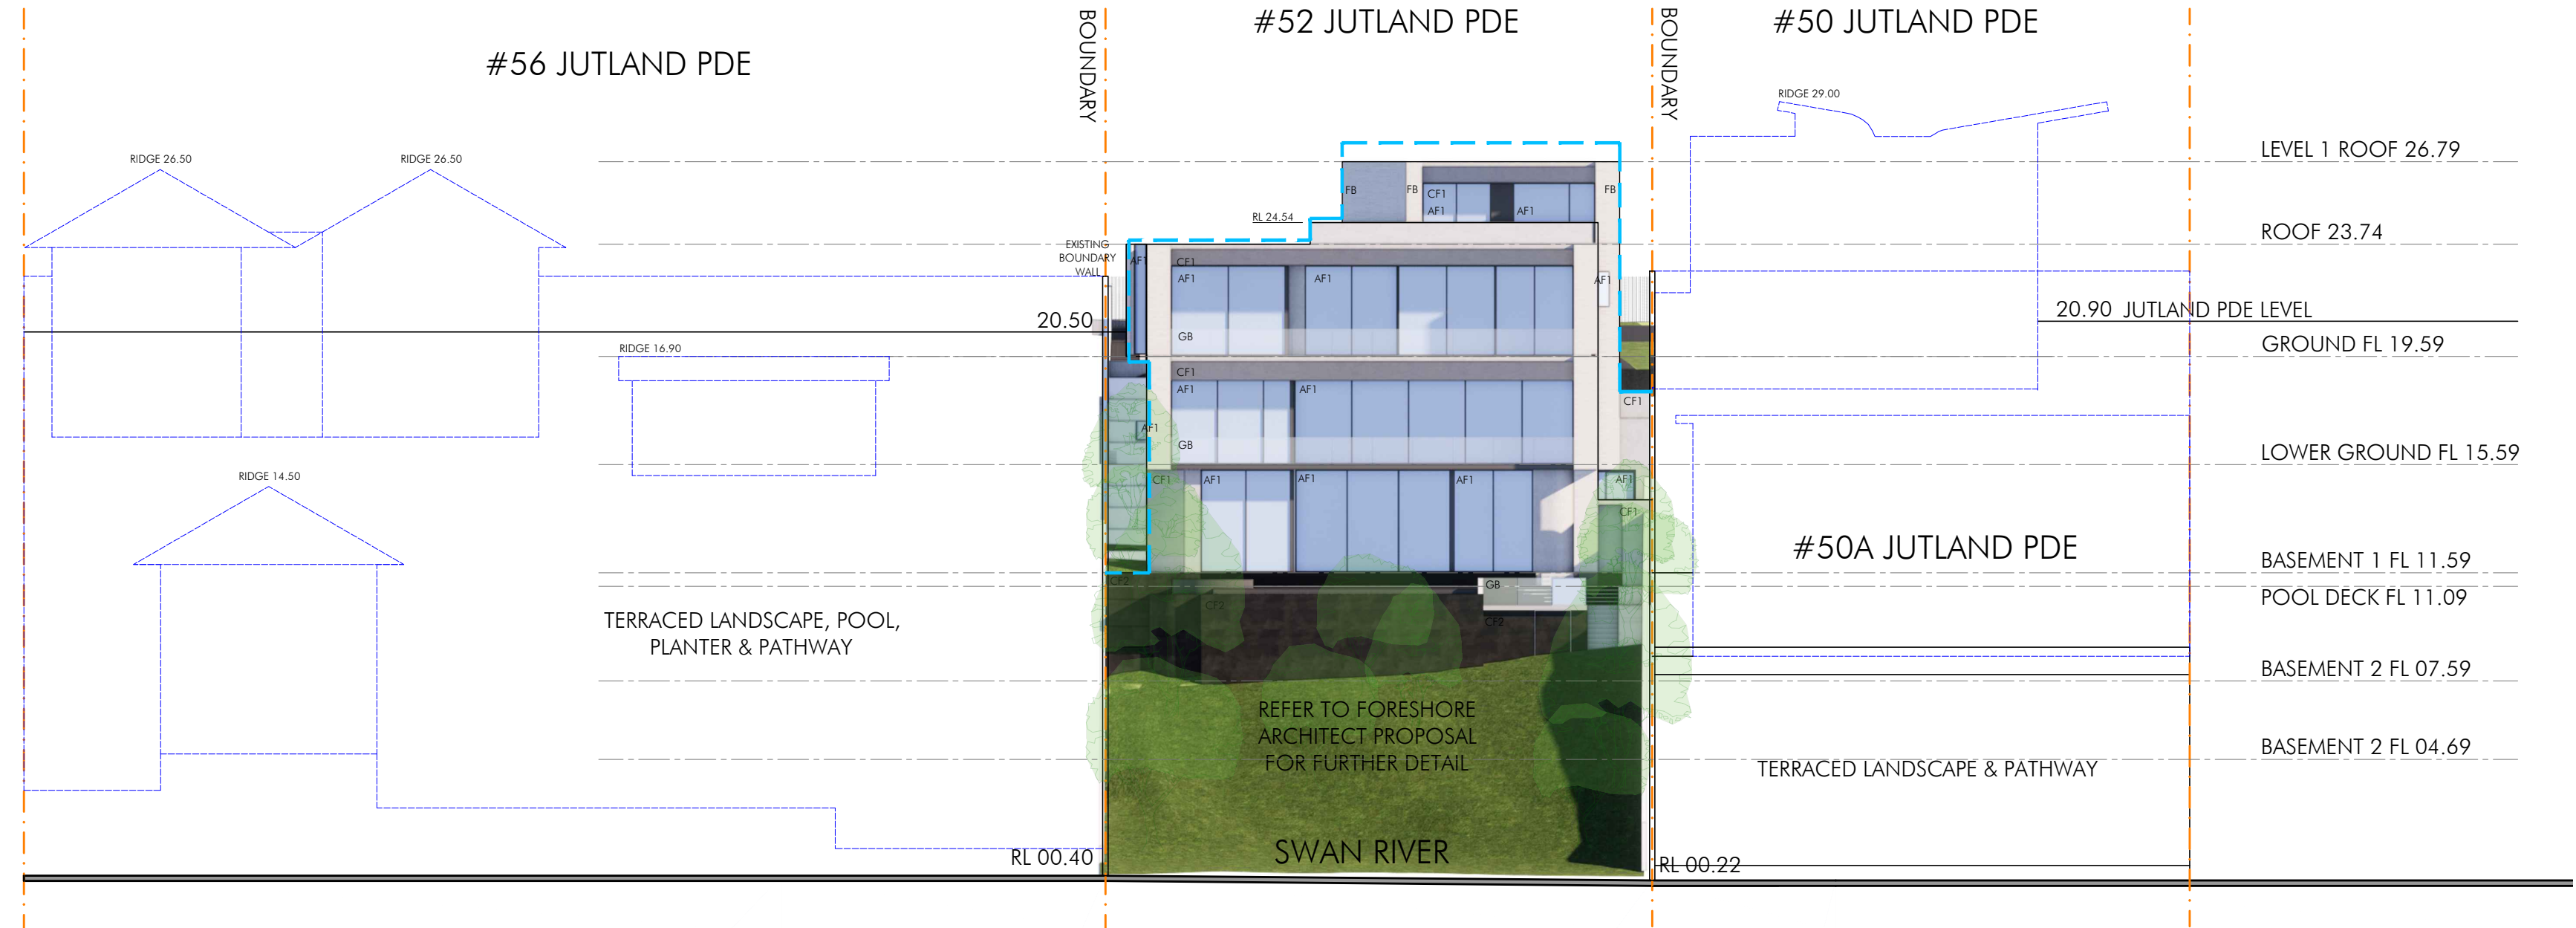 #56 JUTLAND PDE
BOUNDARY
#52 JUTLAND PDE
BOUNDARY
#50 JUTLAND PDE
RIDGE 29.00
RIDGE 26.50
RIDGE 26.50
LEVEL 1 ROOF 26.79
FB
FB
CF1
FB
AF1
AF1
RL 24.54
ROOF 23.74
EXISTING
BOUNDARY
WALL
AF1
CF1
AF1
AF1
AF1
20.50
20.90 JUTLAND PDE LEVEL
GB
GROUND FL 19.59
RIDGE 16.90
CF1
AF1
AF1
CF1
AF1
GB
LOWER GROUND FL 15.59
RIDGE 14.50
CF1
AF1
AF1
AF1
AF1
CF1
#50A JUTLAND PDE
BASEMENT 1 FL 11.59
CF2
GB
POOL DECK FL 11.09
CF2
CF2
TERRACED LANDSCAPE, POOL,
PLANTER & PATHWAY
BASEMENT 2 FL 07.59
REFER TO FORESHORE
ARCHITECT PROPOSAL
FOR FURTHER DETAIL
BASEMENT 2 FL 04.69
TERRACED LANDSCAPE & PATHWAY
RL 00.40
SWAN RIVER
RL 00.22